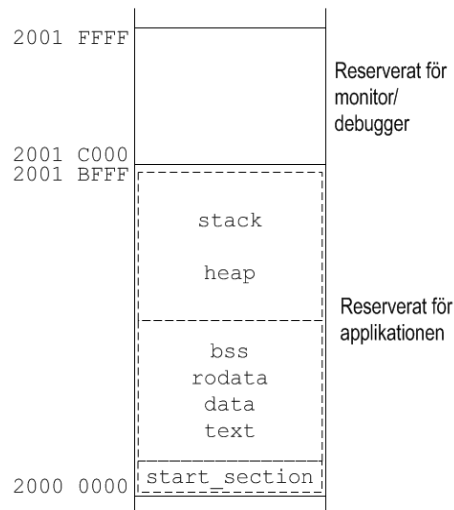 2001 FFFF
Reserverat för
monitor/
debugger
2001 C000
2001 BFFF
stack
heap
Reserverat för
applikationen
bss
rodata
data
text
start_section
2000 0000